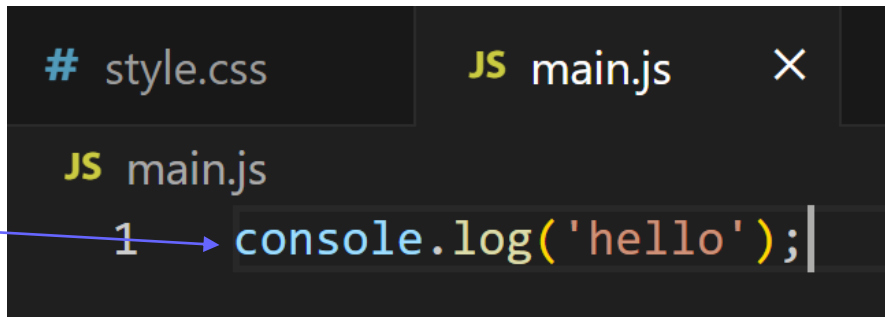 # style.css
JS main.js ×
JS main.js
1 console.log('hello');